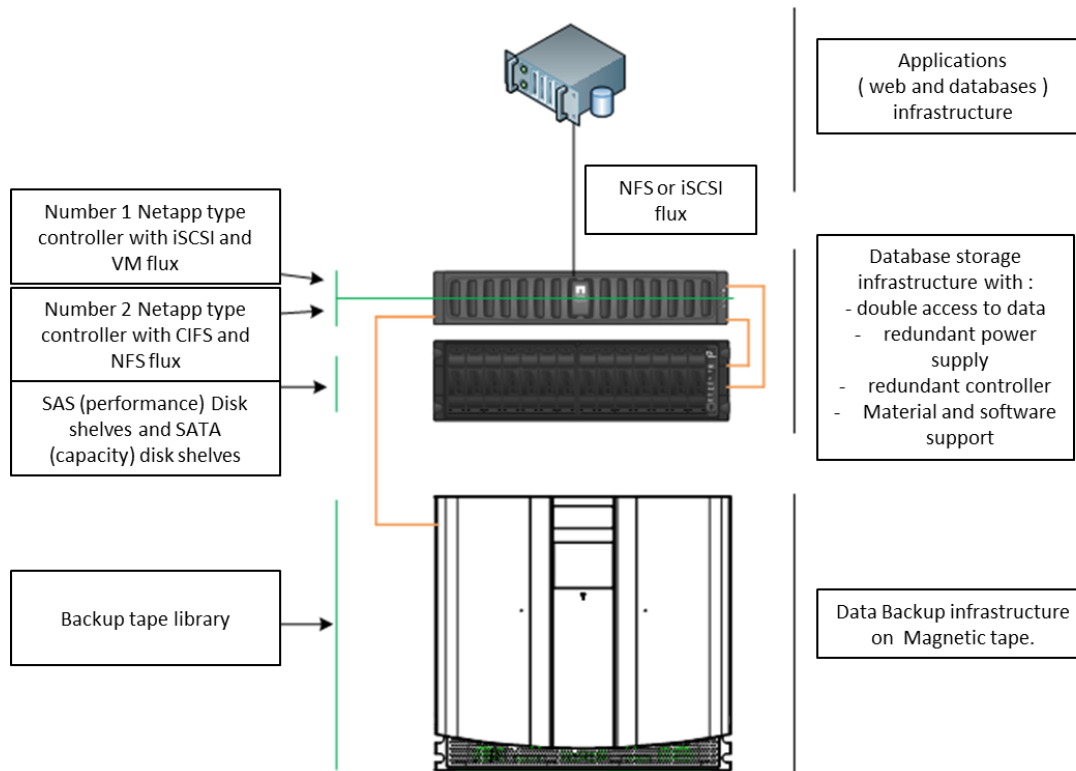 Applications
( web and databases )
infrastructure
NFS or iSCSI
flux
Number 1 Netapp type
controller with iSCSI and
VM flux
Number 2 Netapp type
controller with CIFS and
NFS flux
SAS (performance) Disk
shelves and SATA
(capacity) disk shelves
Database storage
infrastructure with :
- double access to data
- redundant power
supply
- redundant controller
- Material and software
support
Backup tape library
Data Backup infrastructure
on Magnetic tape.